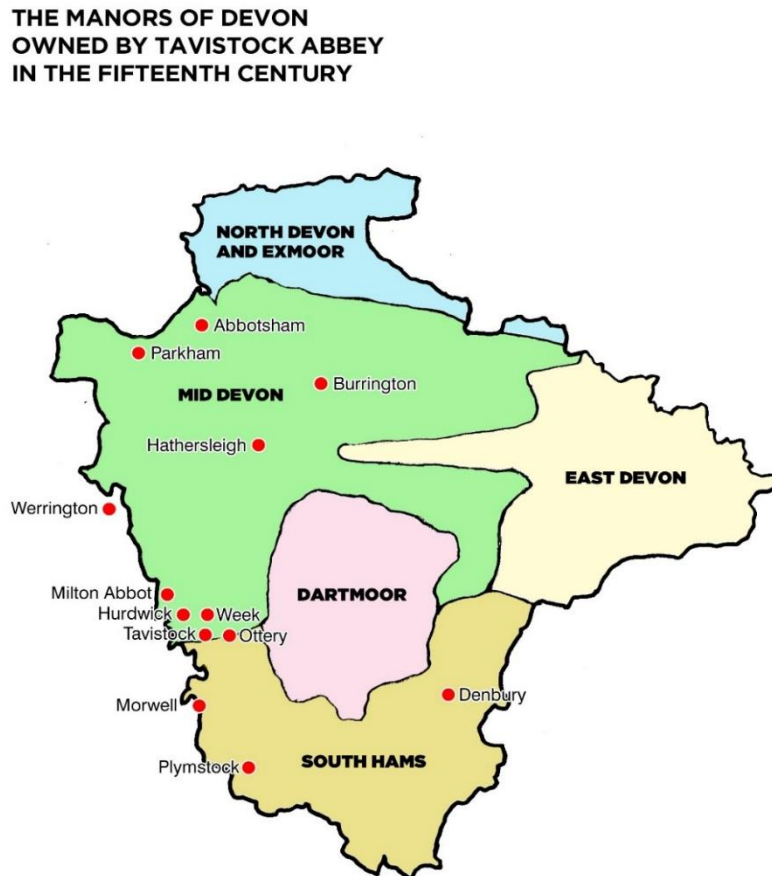 THE MANORS OF DEVON
OWNED BY TAVISTOCK ABBEY
IN THE FIFTEENTH CENTURY
NORTH DEVON
AND EXMOOR
Abbotsham
Parkham
Burrington
MID DEVON
Hathersleigh
EAST DEVON
Werrington
Milton Abbot
DARTMOOR
Hurdwick
Week
Tavistock
Ottery
Denbury
Morwell
SOUTH HAMS
Plymstock